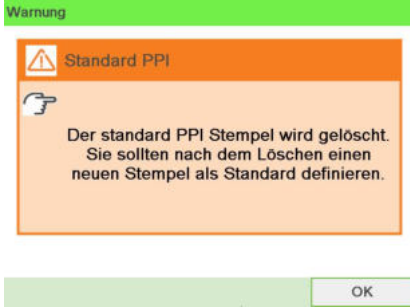 Warnung
Standard PPI
Der standard PPI Stempel wird gelöscht.
Sie sollten nach dem Löschen einen
neuen Stempel als Standard definieren.
OK